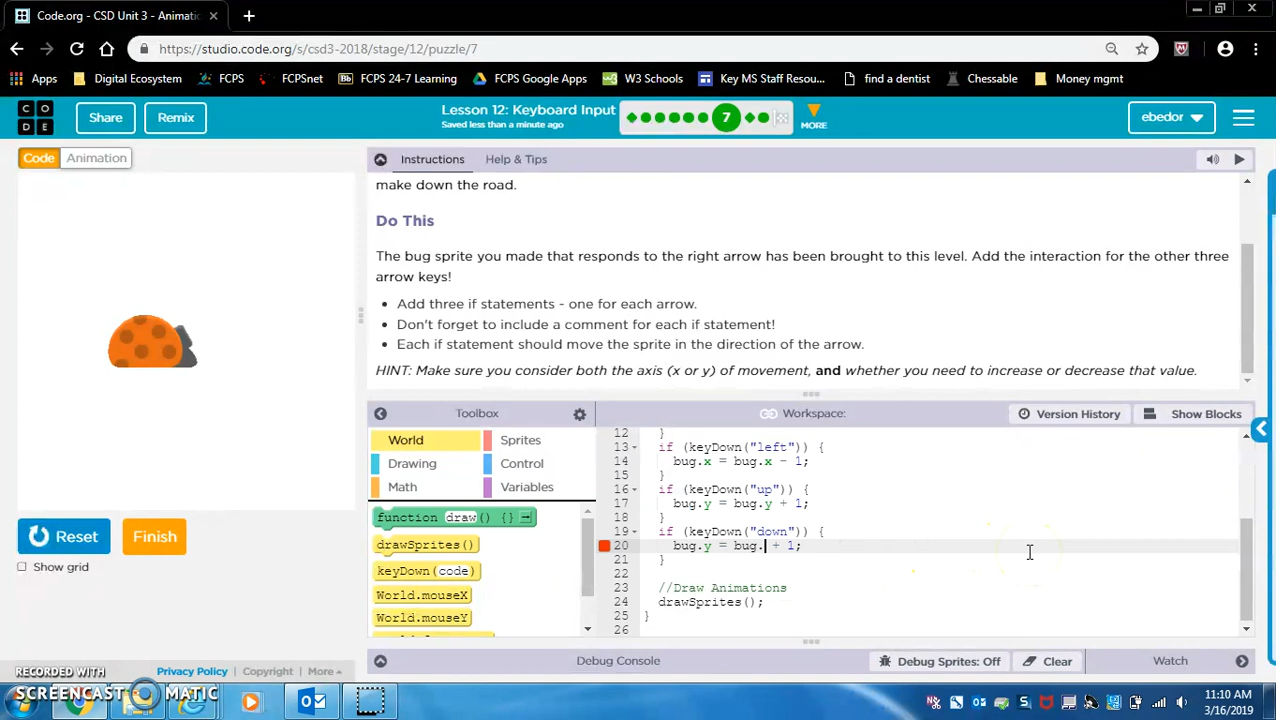 Code.org - CSD Unit 3 - Animatic
https://studio.code.org/s/csd3-2018/stage/12/puzzle/7
Apps Digital Ecosystem FCPS FCPSnet Bb FCPS 24-7 Learning FCPS Google Apps W3 Schools Key MS Staff Resou... find a dentist Chessable Money mgmt
CO
DE
Share
Remix
Lesson 12: Keyboard Input
Saved less than a minute ago
7
MORE
ebedor
Code Animation
Instructions Help & Tips
make down the road.
Do This
The bug sprite you made that responds to the right arrow has been brought to this level. Add the interaction for the other three
arrow keys!
• Add three if statements - one for each arrow.
• Don't forget to include a comment for each if statement!
• Each if statement should move the sprite in the direction of the arrow.
HINT: Make sure you consider both the axis (x or y) of movement, and whether you need to increase or decrease that value.
Toolbox
Workspace:
Version History
Show Blocks
World Sprites
Drawing Control
Math Variables
function draw() {}
drawSprites()
keyDown(code)
World.mouseX
World.mouseY
12 }
13 if (keyDown("left")) {
14 bug.x = bug.x - 1;
15 }
16 if (keyDown("up")) {
17 bug.y = bug.y + 1;
18 }
19 if (keyDown("down")) {
20 bug.y = bug. + 1;
21 }
22
23 //Draw Animations
24 drawSprites();
25 }
26
Reset
Finish
Show grid
Debug Console
Debug Sprites: Off
Clear
Watch
Privacy Policy | Copyright | More
RECORDED WITH
SCREENCAST MATIC
11:10 AM
3/16/2019